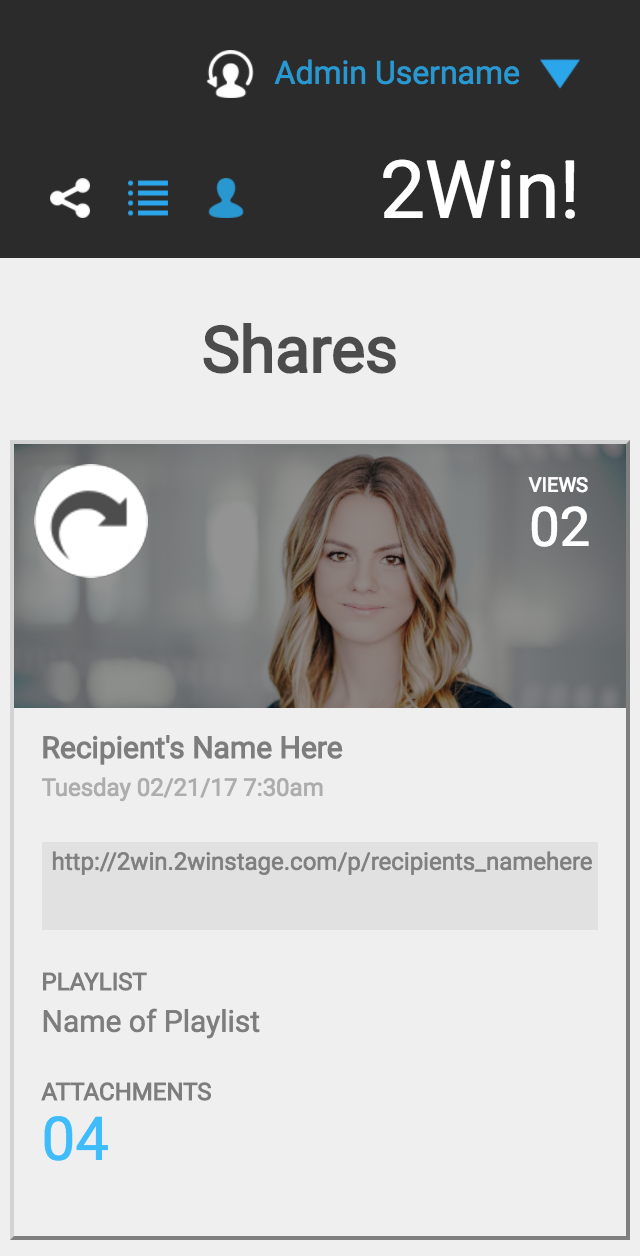 Admin Username
2Win!
Shares
VIEWS
02
Recipient's Name Here
Tuesday 02/21/17 7:30am
http://2win.2winstage.com/p/recipients_namehere
PLAYLIST
Name of Playlist
ATTACHMENTS
04